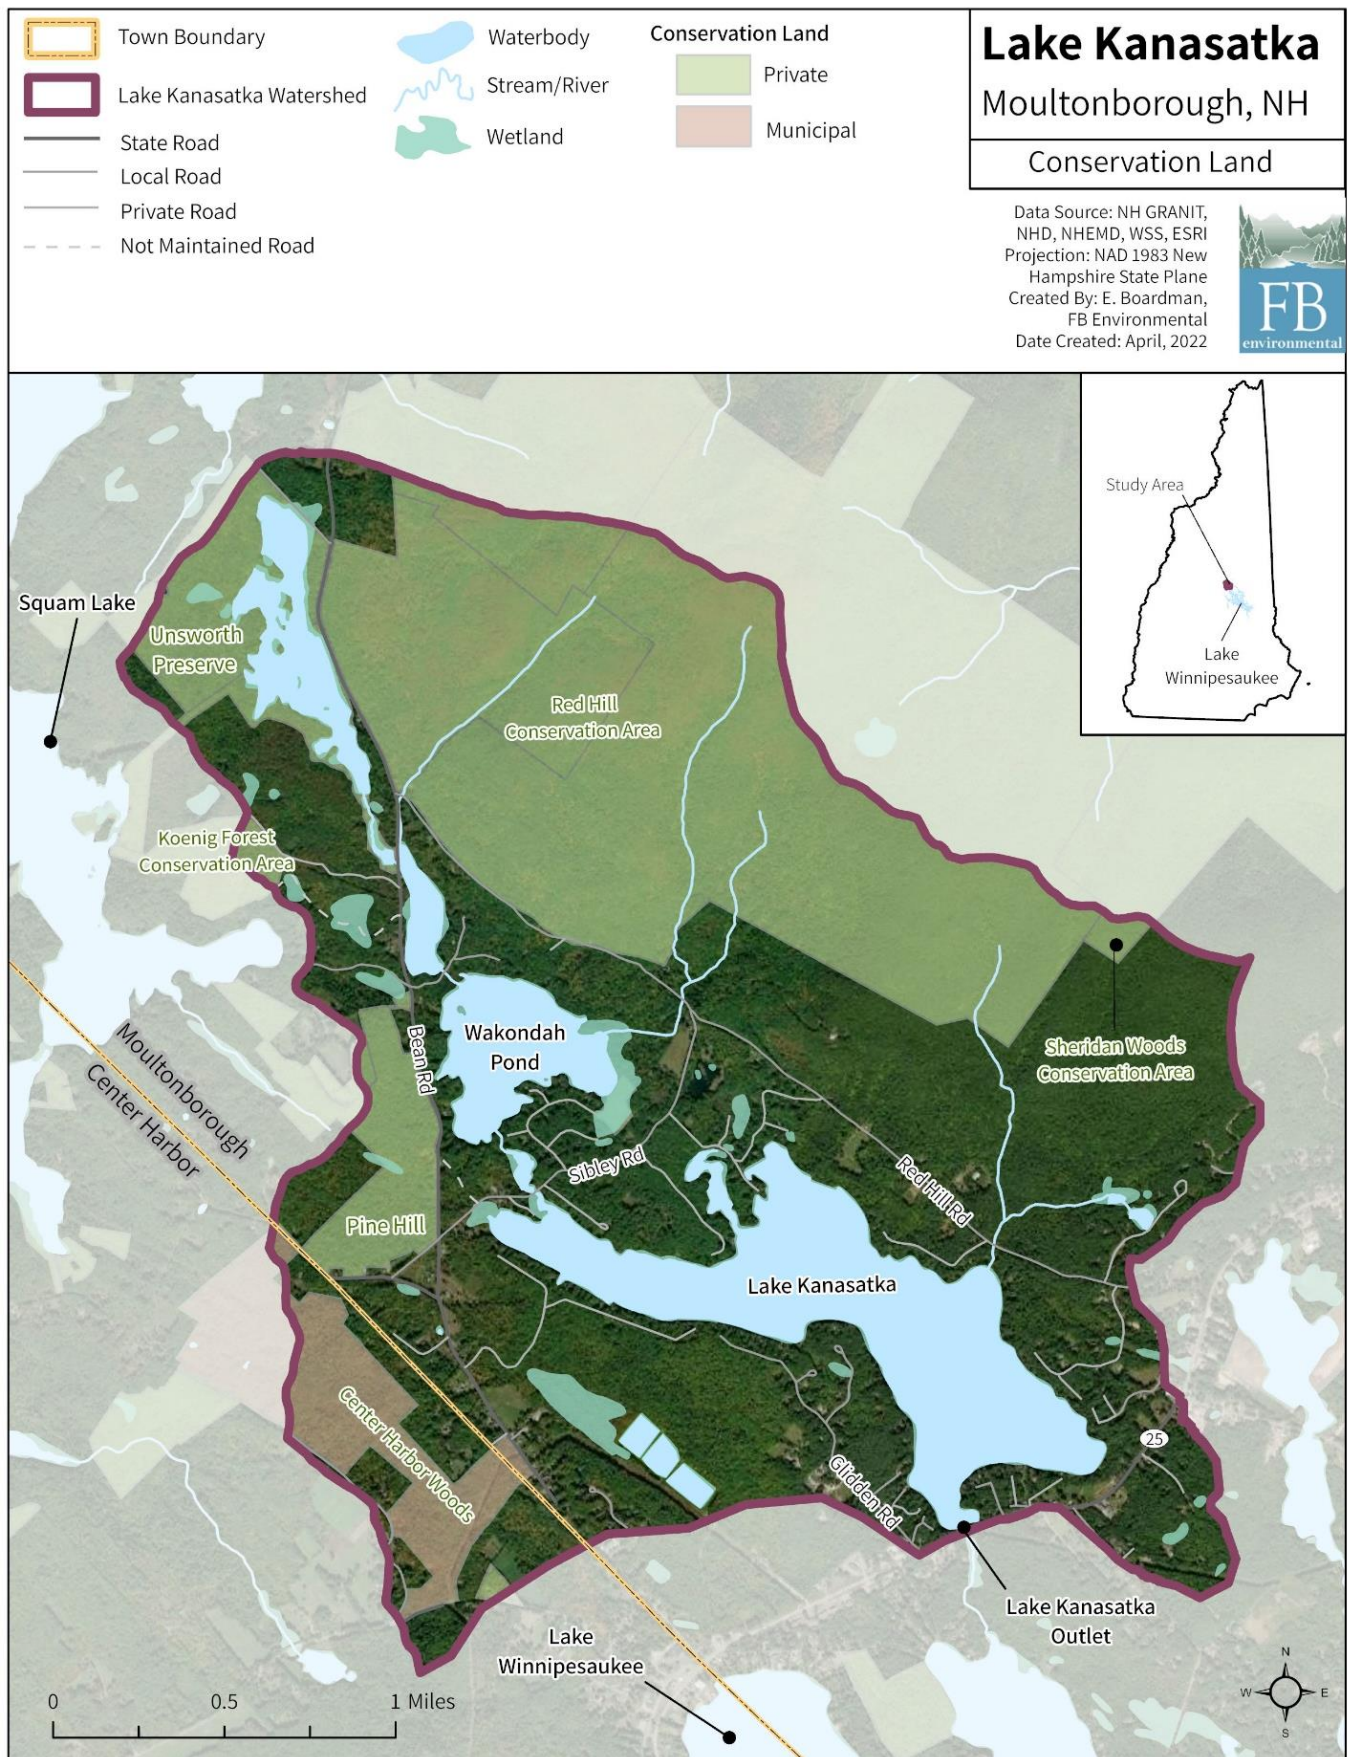 Town Boundary
Lake Kanasatka Watershed
State Road
Local Road
Private Road
Not Maintained Road
Waterbody
Stream/River
Wetland
Conservation Land
Private
Municipal
Lake Kanasatka
Moultonborough, NH
Conservation Land
Data Source: NH GRANIT,
NHD, NHEMD, WSS, ESRI
Projection: NAD 1983 New
Hampshire State Plane
Created By: E. Boardman,
FB Environmental
Date Created: April, 2022
FB
environmental
Study Area
Lake
Winnipesaukee
Squam Lake
Unsworth
Preserve
Red Hill
Conservation Area
Koenig Forest
Conservation Area
Wakondah
Pond
Bean Rd
Moultonborough
Center Harbor
Sheridan Woods
Conservation Area
Sibley Rd
Red Hill Rd
Pine Hill
Lake Kanasatka
Center Harbor Woods
25
Glidden Rd
Lake Kanasatka
Outlet
Lake
Winnipesaukee
0 0.5 1 Miles
N
W E
S